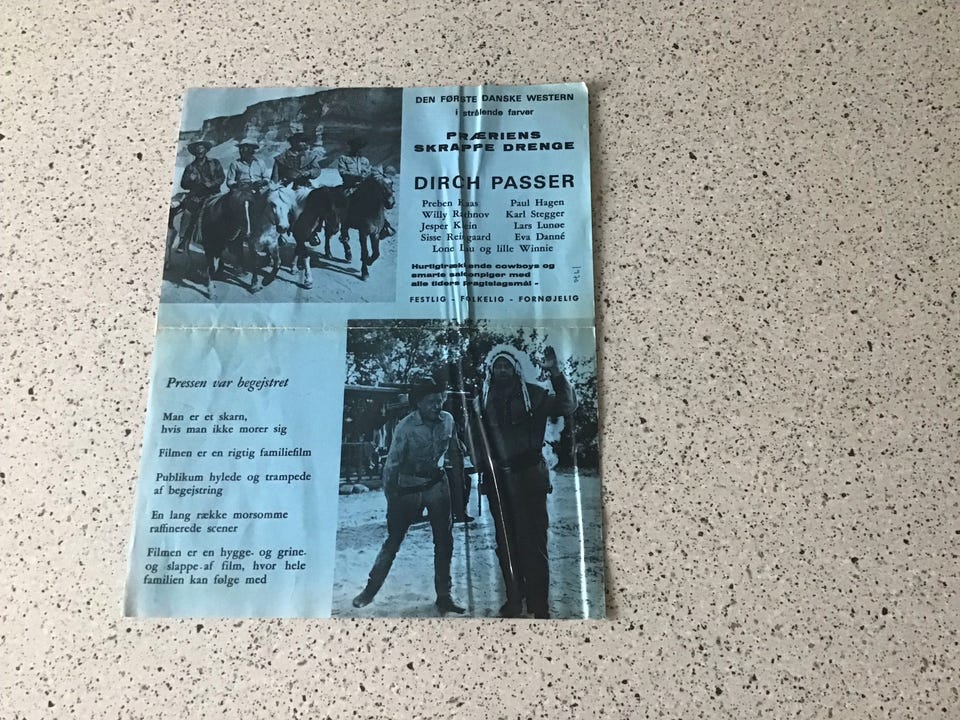 DEN FØRSTE DANSKE WESTERN
i strålende farver
PRÆRIENS
SKRAPPE DRENGE
DIRCH PASSER
Preben Kaas Paul Hagen
Willy Rathnov Karl Stegger
Jesper Klein Lars Lunøe
Sisse Reingaard Eva Danné
Lone Lau og lille Winnie
Hurtigtrækkende cowboys og
smarte saloonpiger med
alle tiders pragtslagsmål -
FESTLIG - FOLKELIG - FORNØJELIG
Pressen var begejstret
Man er et skarn,
hvis man ikke morer sig
Filmen er en rigtig familiefilm
Publikum hylede og trampede
af begejstring
En lang række morsomme
raffinerede scener
Filmen er en hygge- og grine-
og slappe-af film, hvor hele
familien kan følge med